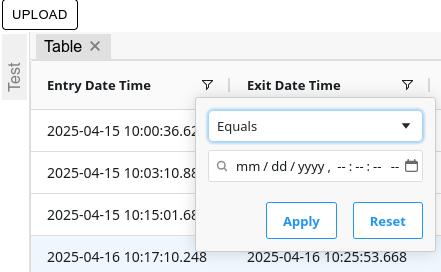 UPLOAD
Test
Table
Entry Date Time
Exit Date Time
2025-04-15 10:00:36.62
Equals
2025-04-15 10:03:10.88
mm / dd / yyyy , -- : -- : -- --
2025-04-15 10:15:01.68
Apply
Reset
2025-04-16 10:17:10.248
2025-04-16 10:25:53.668